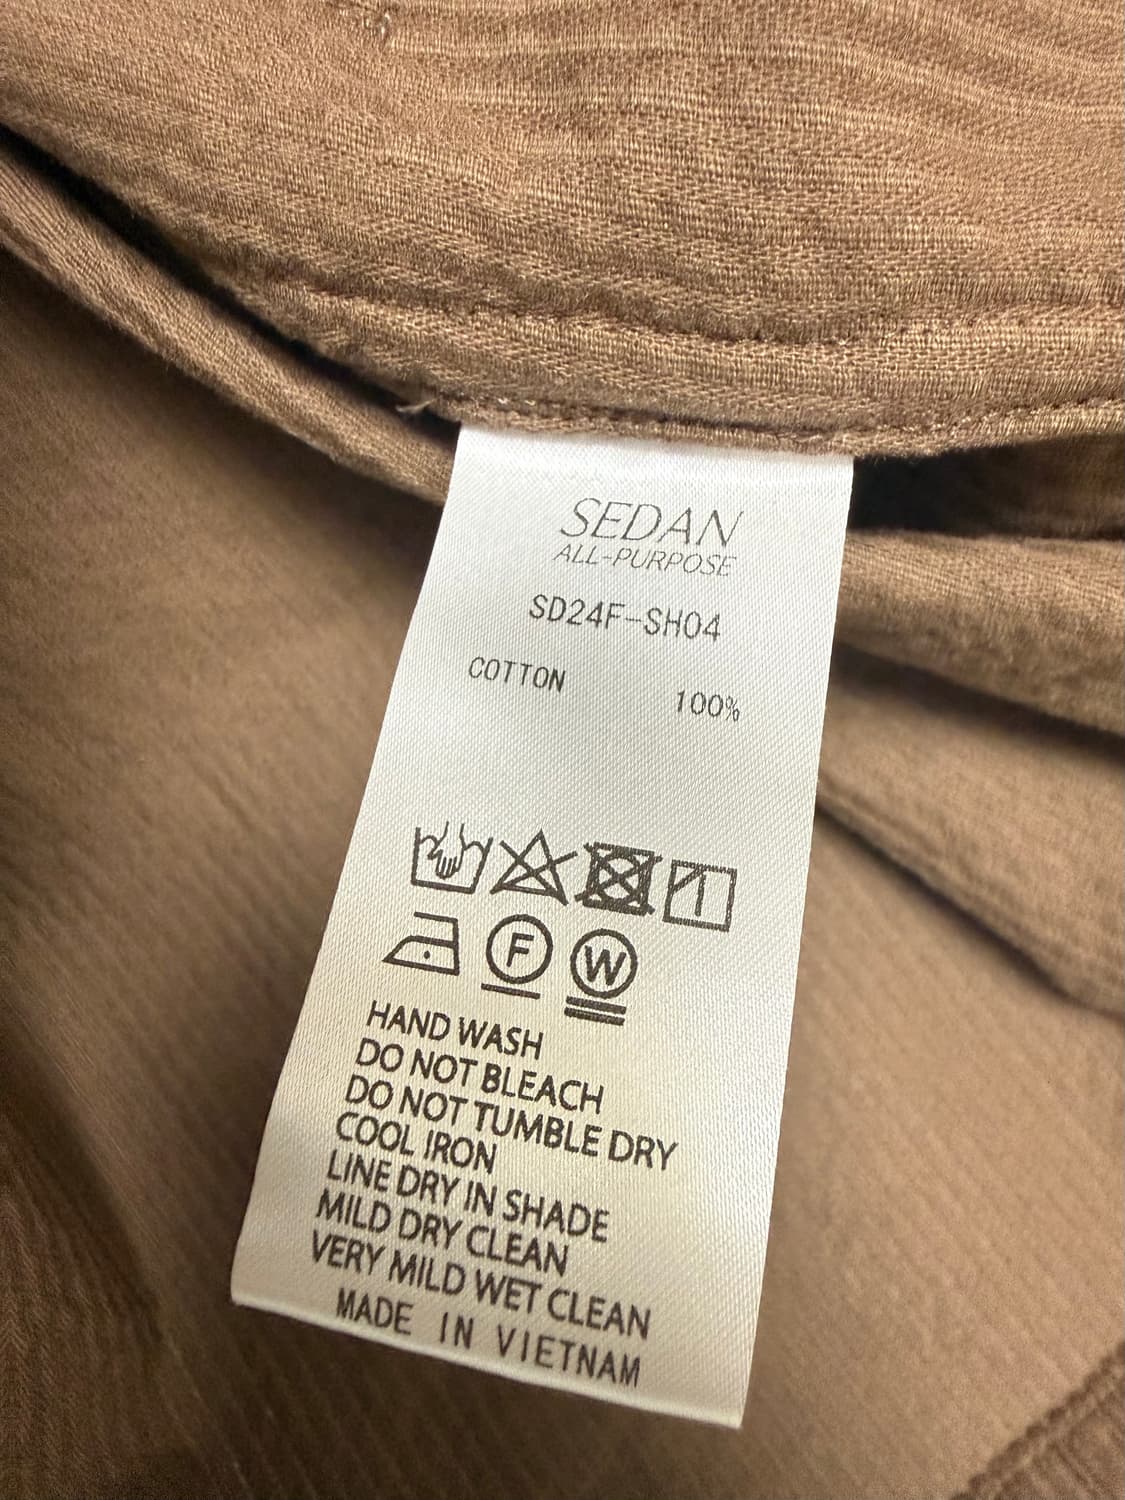 SEDAN
ALL-PURPOSE
SD24F-SH04
COTTON 100%
F W
HAND WASH
DO NOT BLEACH
DO NOT TUMBLE DRY
COOL IRON
LINE DRY IN SHADE
MILD DRY CLEAN
VERY MILD WET CLEAN
MADE IN VIETNAM